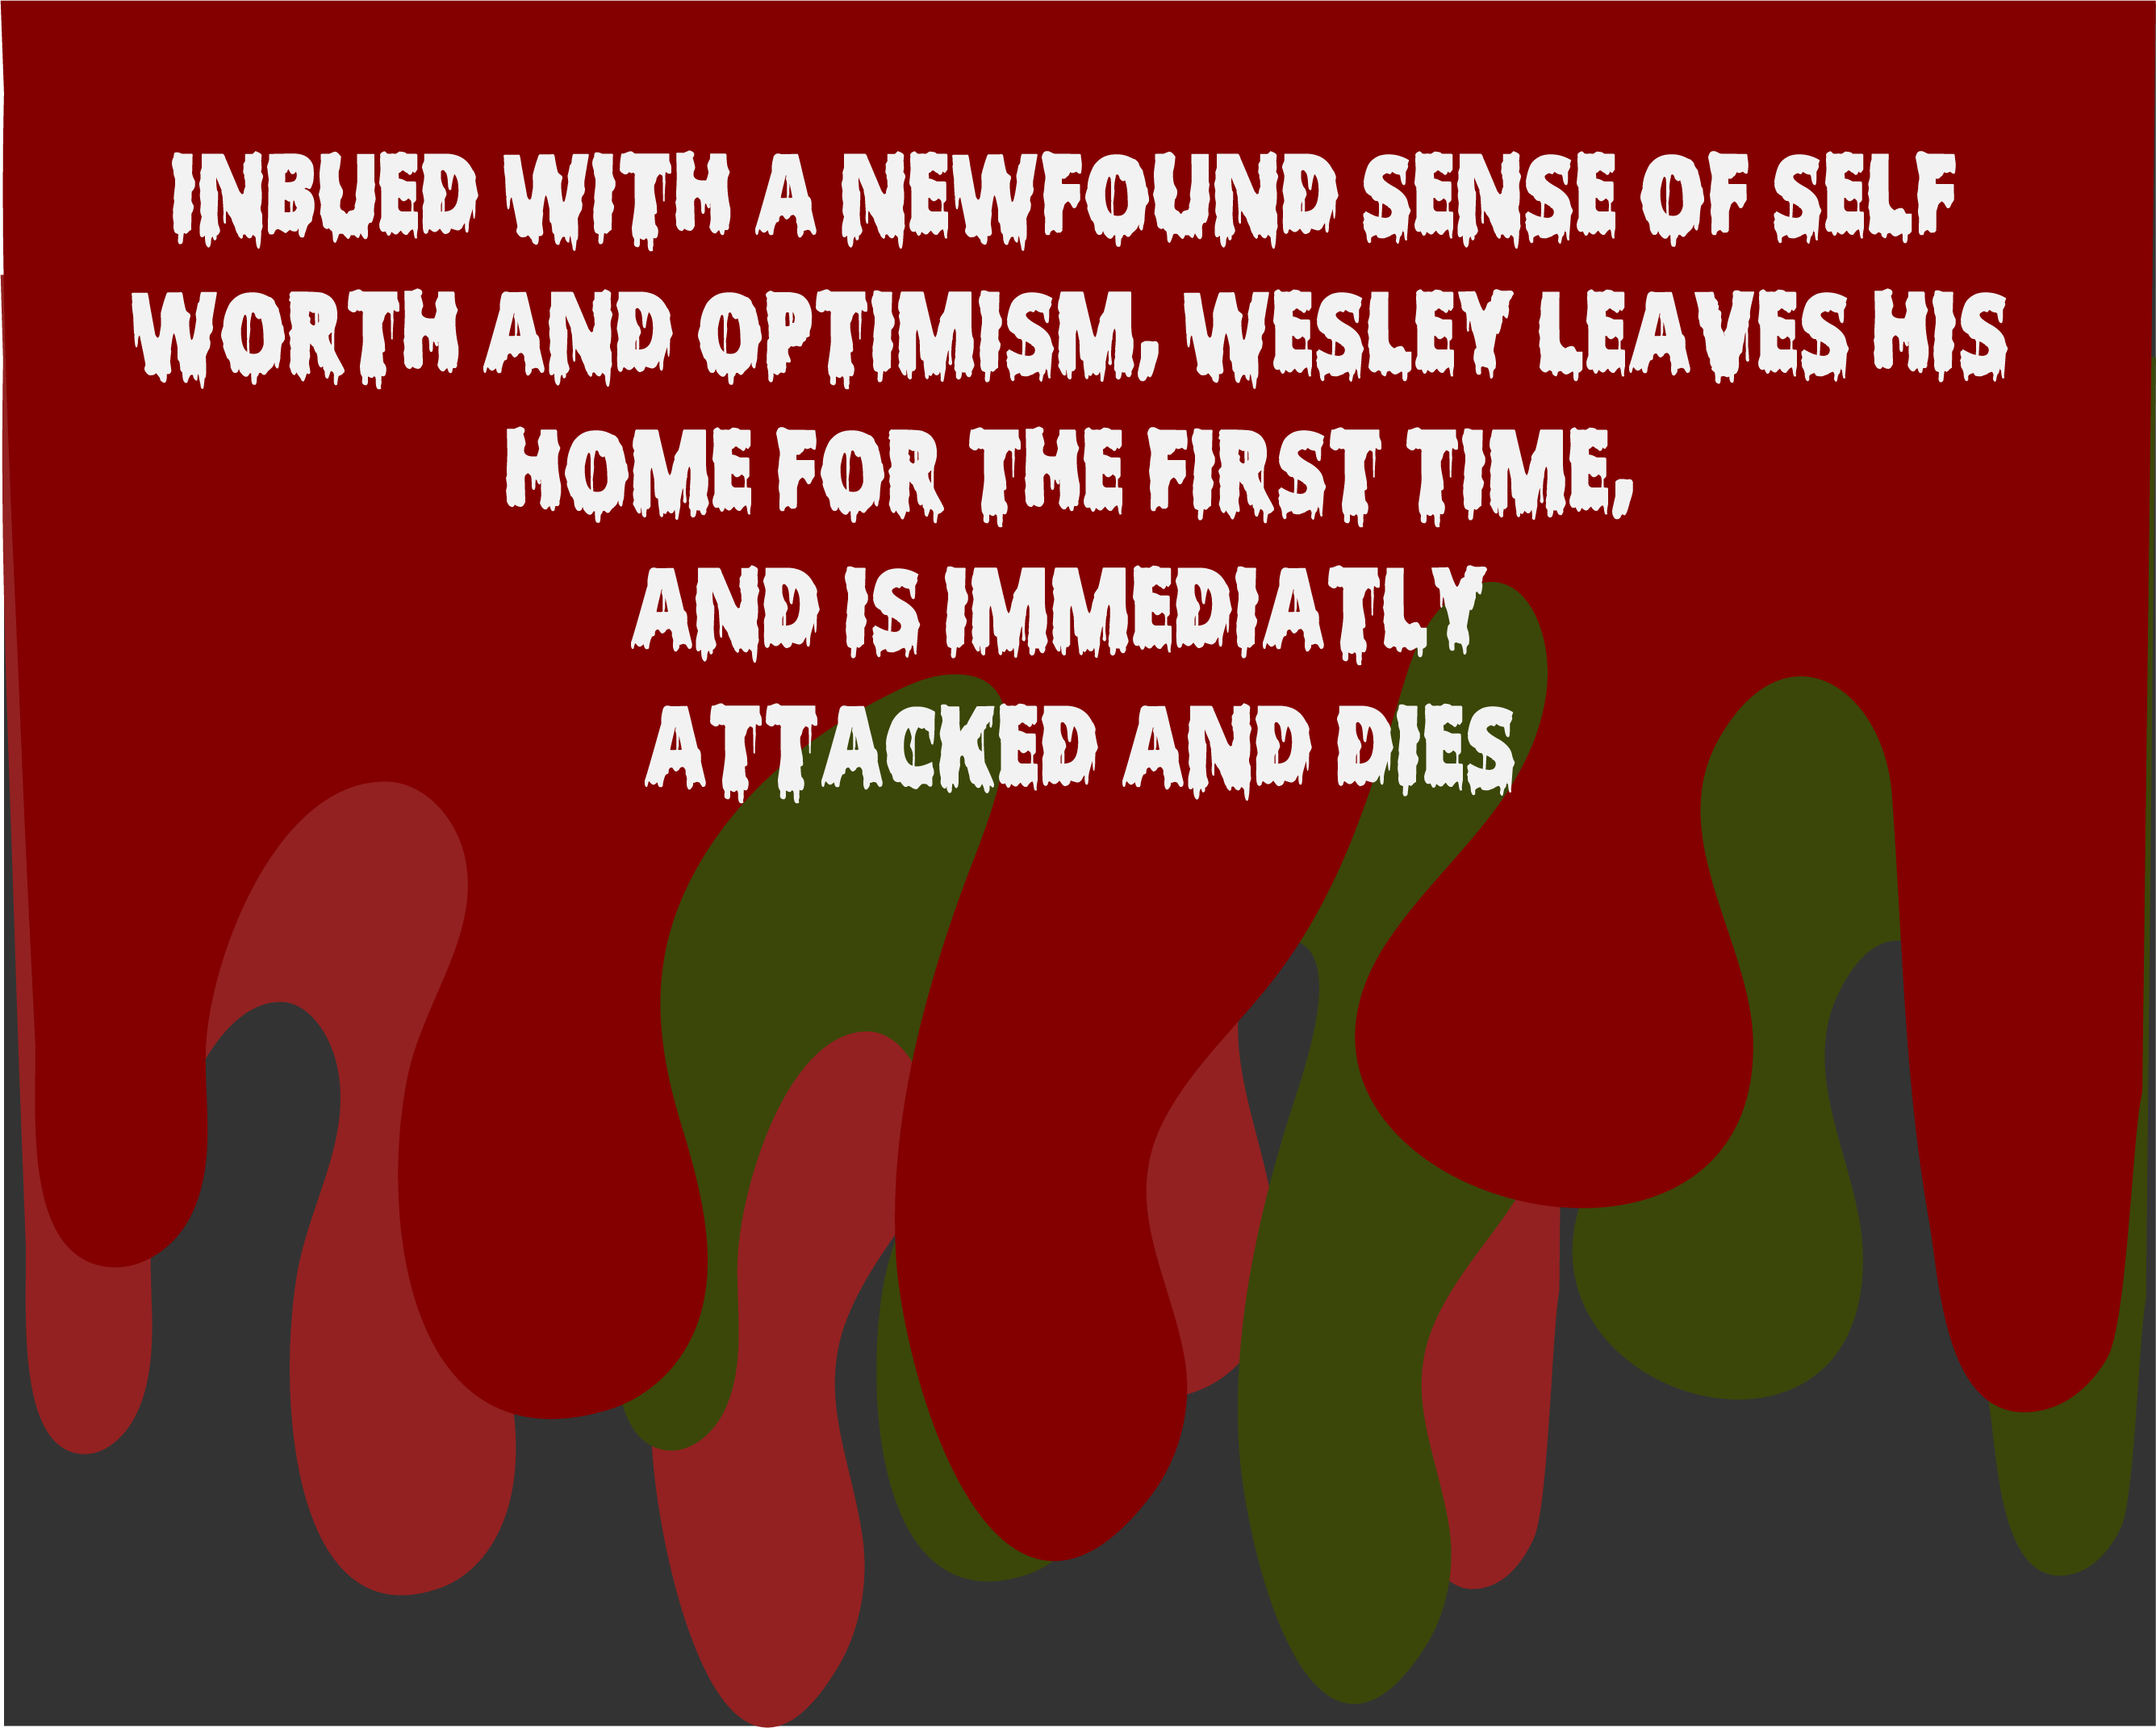 INBUED WITH A NEWFOUND SENSE OF SELF
WORTH AND OPTIMISM, WESLEY LEAVES HIS
HOME FOR THE FIRST TIME,
AND IS IMMEDIATLY
ATTACKED AND DIES